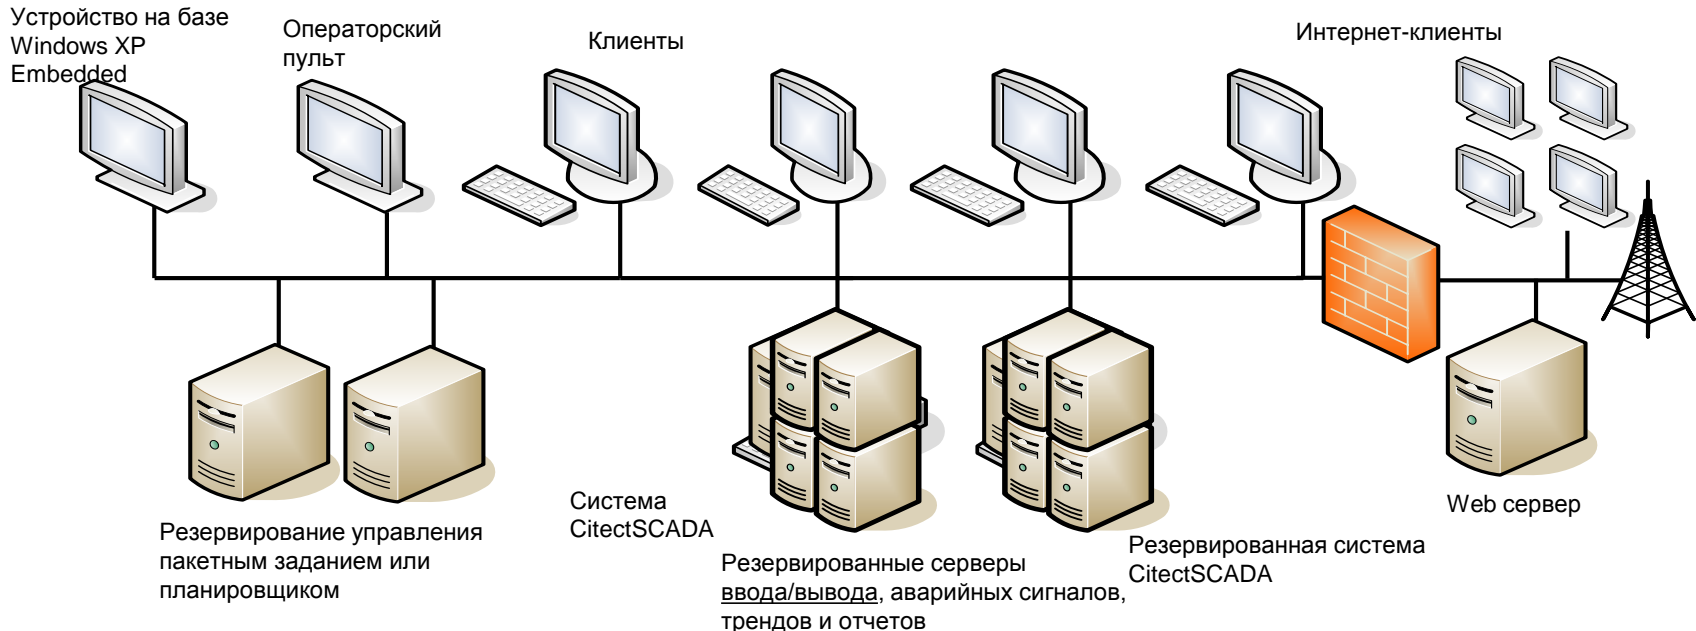 Устройство на базе
Windows XP
Embedded
Операторский
пульт
Клиенты
Интернет-клиенты
Резервирование управления
пакетным заданием или
планировщиком
Система
CitectSCADA
Резервированные серверы
ввода/вывода, аварийных сигналов,
трендов и отчетов
Резервированная система
CitectSCADA
Web сервер